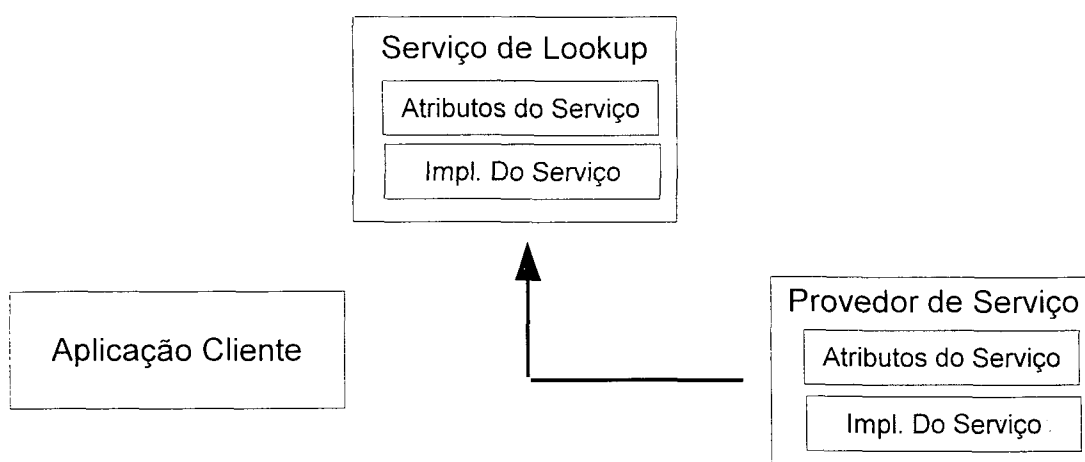 Serviço de Lookup
Atributos do Serviço
Impl. Do Serviço
Aplicação Cliente
Provedor de Serviço
Atributos do Serviço
Impl. Do Serviço